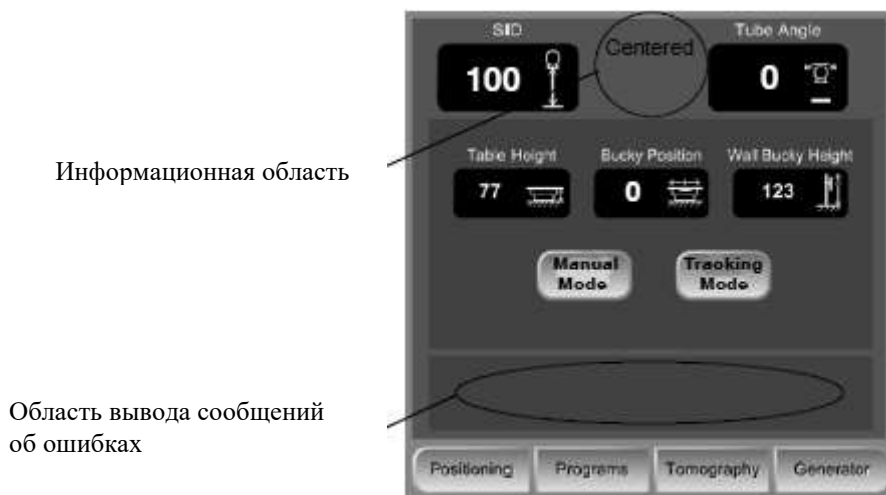 SID
Centered
Tube Angle
100
0
Информационная область
Table Height
Bucky Position
Wall Bucky Height
77
0
123
Manual
Mode
Tracking
Mode
Область вывода сообщений
об ошибках
Positioning
Programs
Tomography
Generator